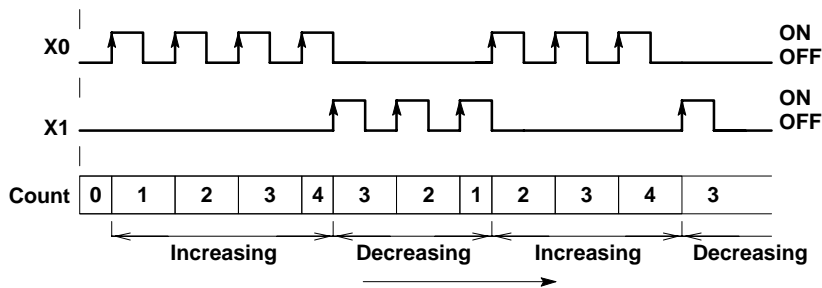 X0 ON
OFF
X1 ON
OFF
Count 0 1 2 3 4 3 2 1 2 3 4 3
Increasing Decreasing Increasing Decreasing